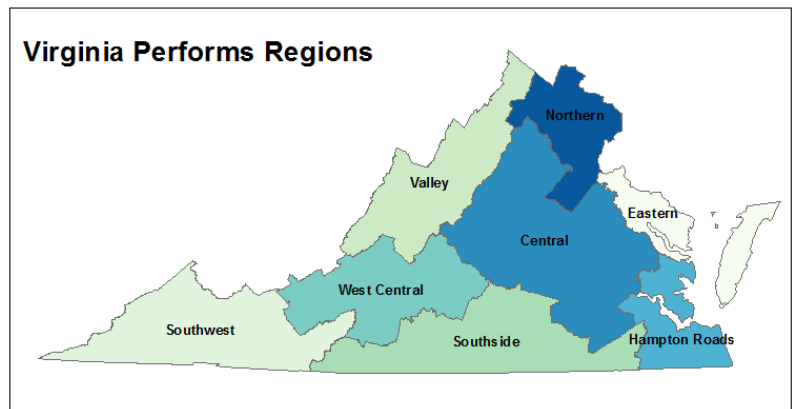 Virginia Performs Regions
Northern
Valley
Eastern
Central
West Central
Southwest
Southside
Hampton Roads